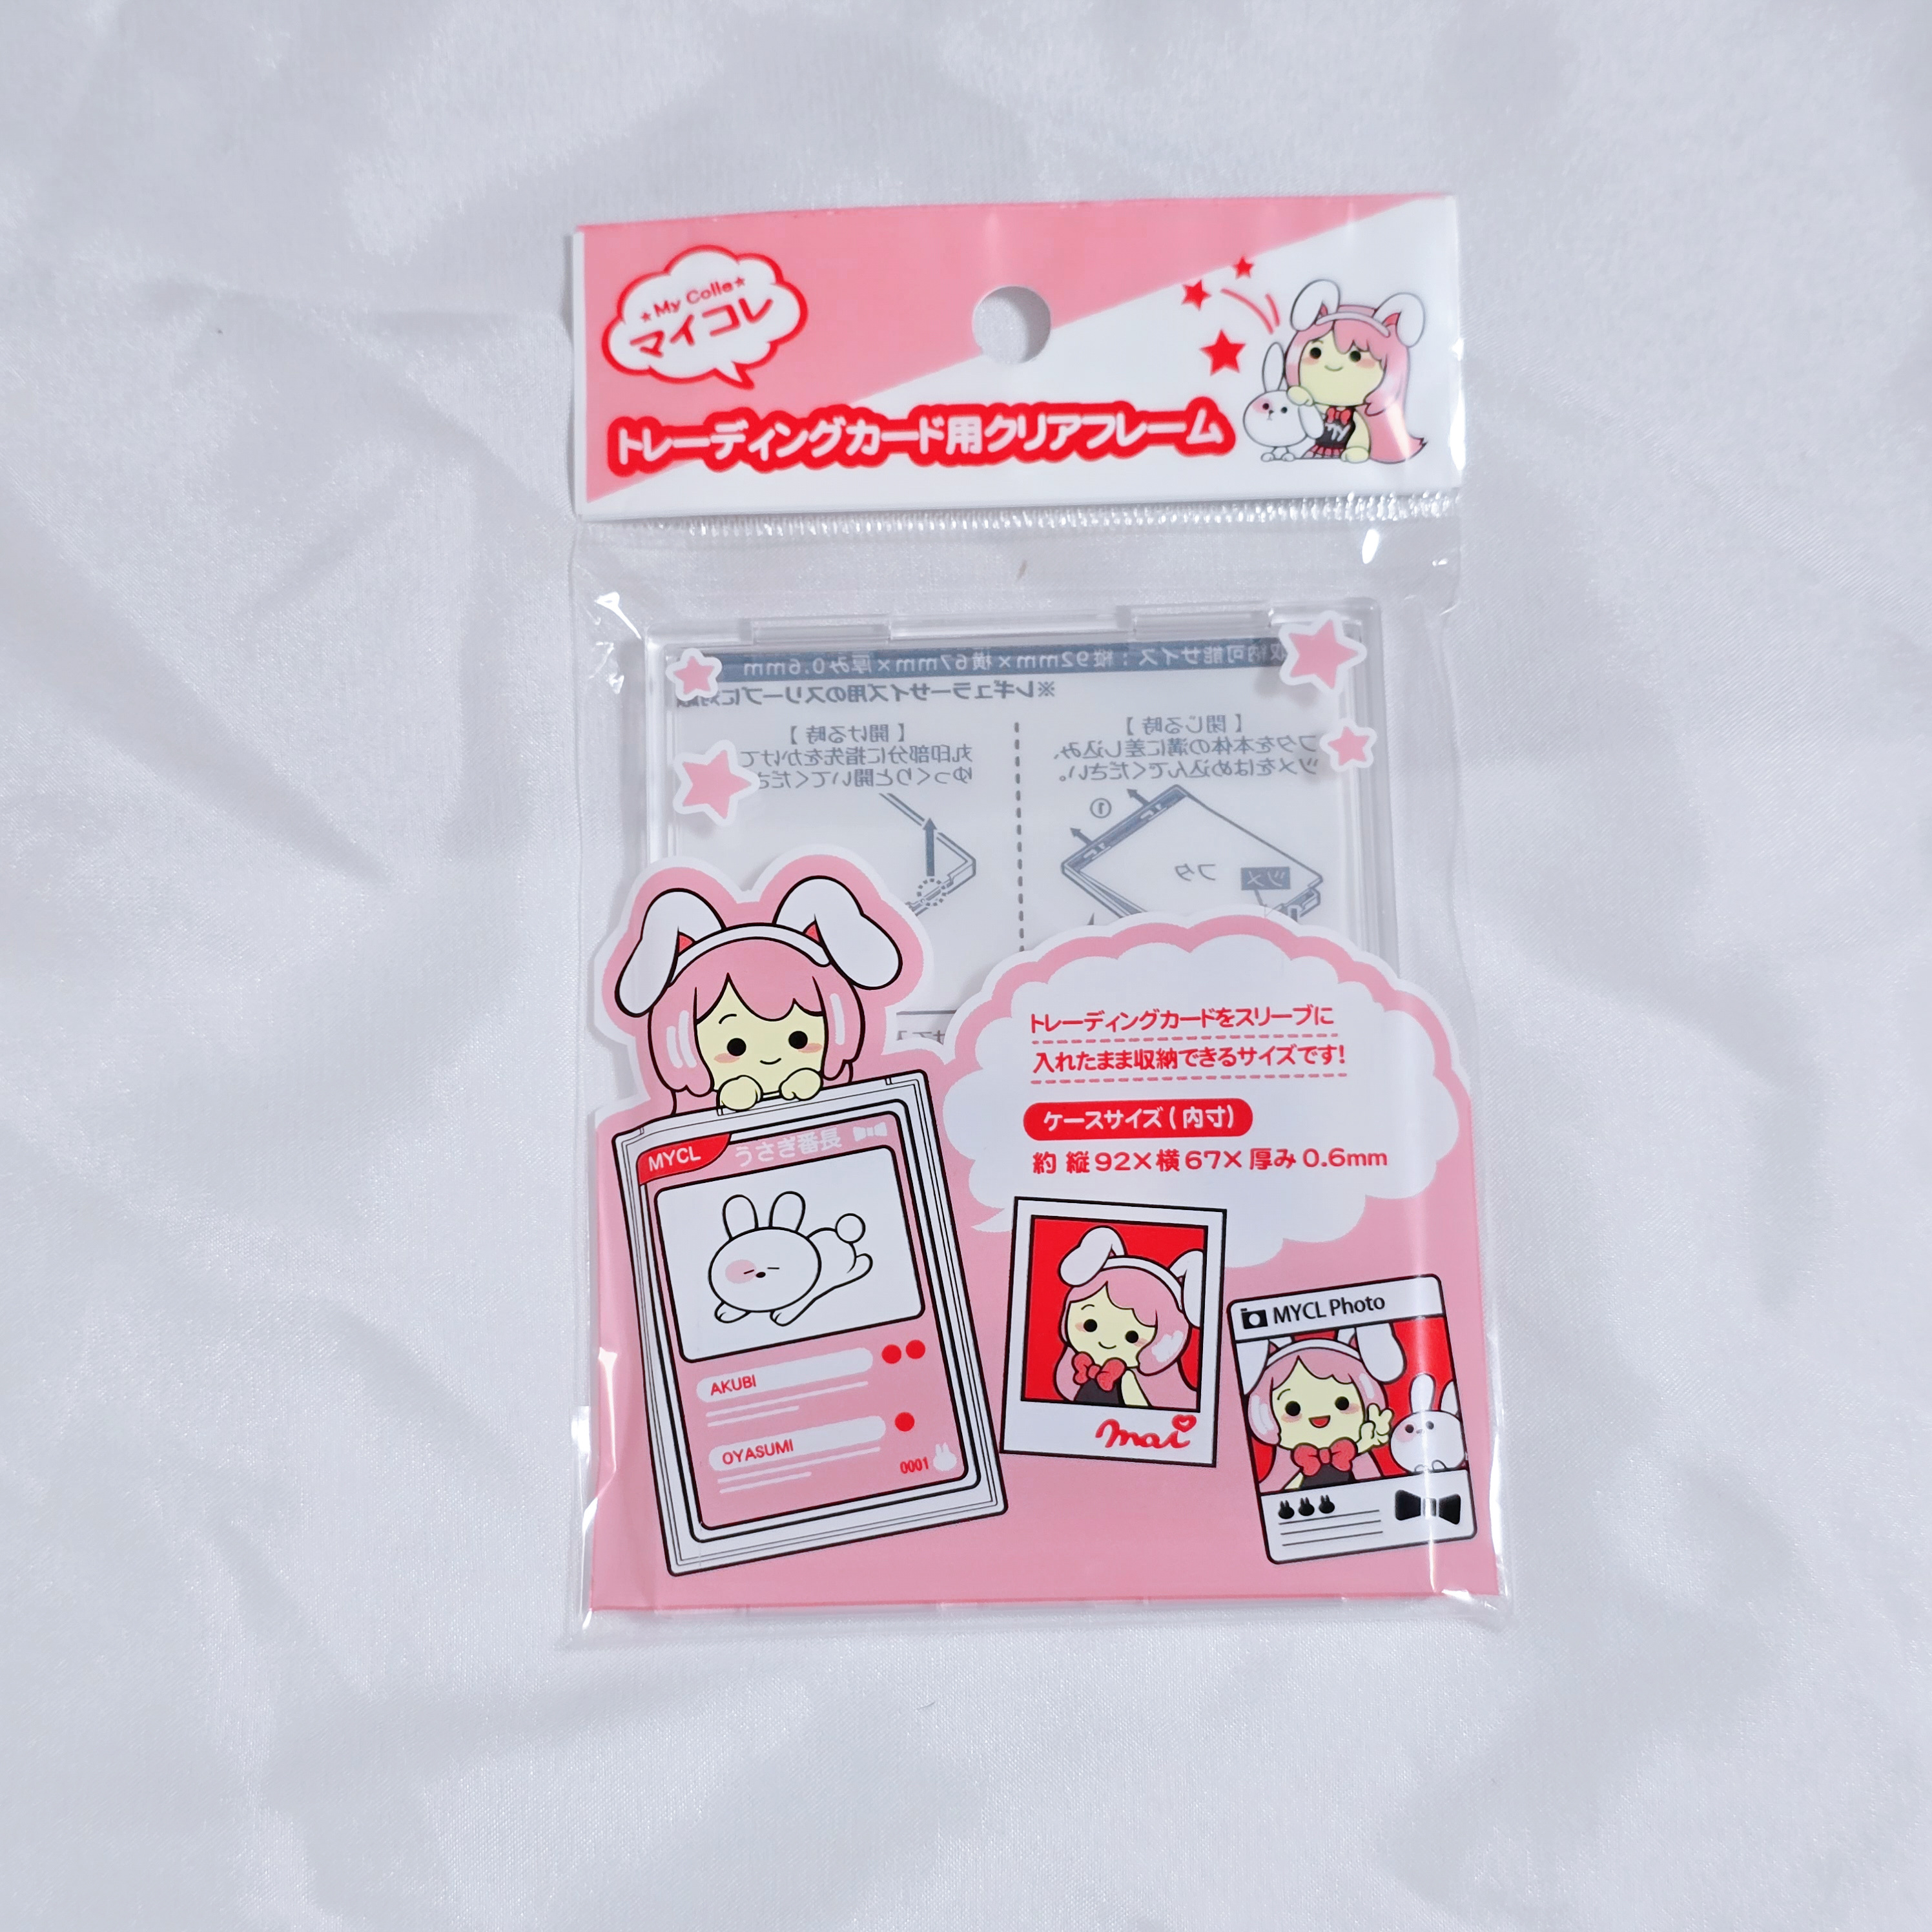 ★My Colle★
マイコレ
トレーディングカード用クリアフレーム
収納可能サイズ：縦92mm×横67mm×厚み0.6mm
※レギュラーサイズ用のスリーブに対応
【閉じる時】
フタを本体の溝に差し込み、
ツメをはめ込んでください。
①
フタ
ツメ
【開ける時】
丸印部分に指先をかけて
ゆっくりと開いてくださ
トレーディングカードをスリーブに
入れたまま収納できるサイズです!
ケースサイズ(内寸)
約 縦92×横67×厚み0.6mm
MYCL
うさぎ番長
AKUBI
OYASUMI
0001
mai
MYCL Photo
MY